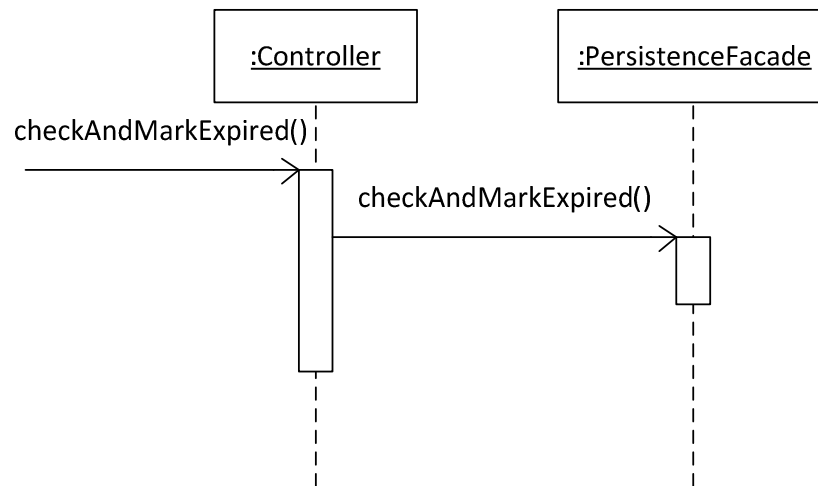 :Controller
:PersistenceFacade
checkAndMarkExpired()
checkAndMarkExpired()